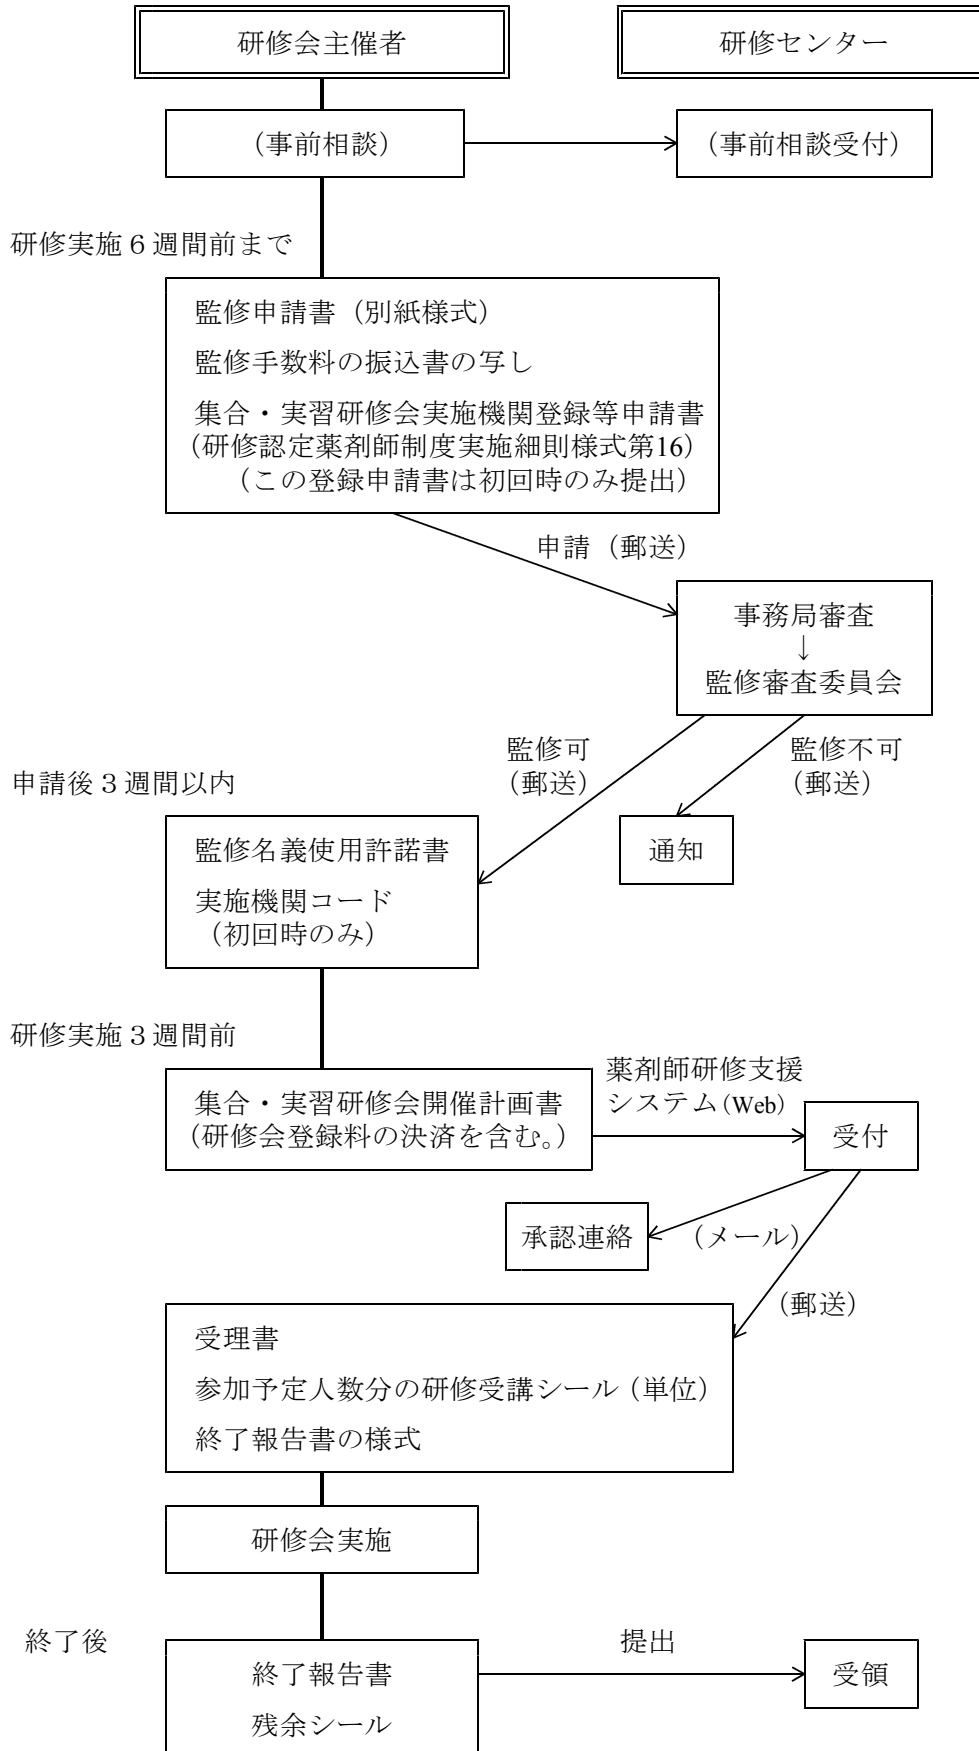 研修会主催者
研修センター
（事前相談）
（事前相談受付）
研修実施６週間前まで
監修申請書（別紙様式）
監修手数料の振込書の写し
集合・実習研修会実施機関登録等申請書
（研修認定薬剤師制度実施細則様式第16）
（この登録申請書は初回時のみ提出）
申請（郵送）
事務局審査
↓
監修審査委員会
監修可
（郵送）
監修不可
（郵送）
申請後３週間以内
監修名義使用許諾書
実施機関コード
（初回時のみ）
通知
研修実施３週間前
集合・実習研修会開催計画書
（研修会登録料の決済を含む。）
薬剤師研修支援
システム（Web）
受付
承認連絡
（メール）
（郵送）
受理書
参加予定人数分の研修受講シール（単位）
終了報告書の様式
研修会実施
終了後
終了報告書
残余シール
提出
受領